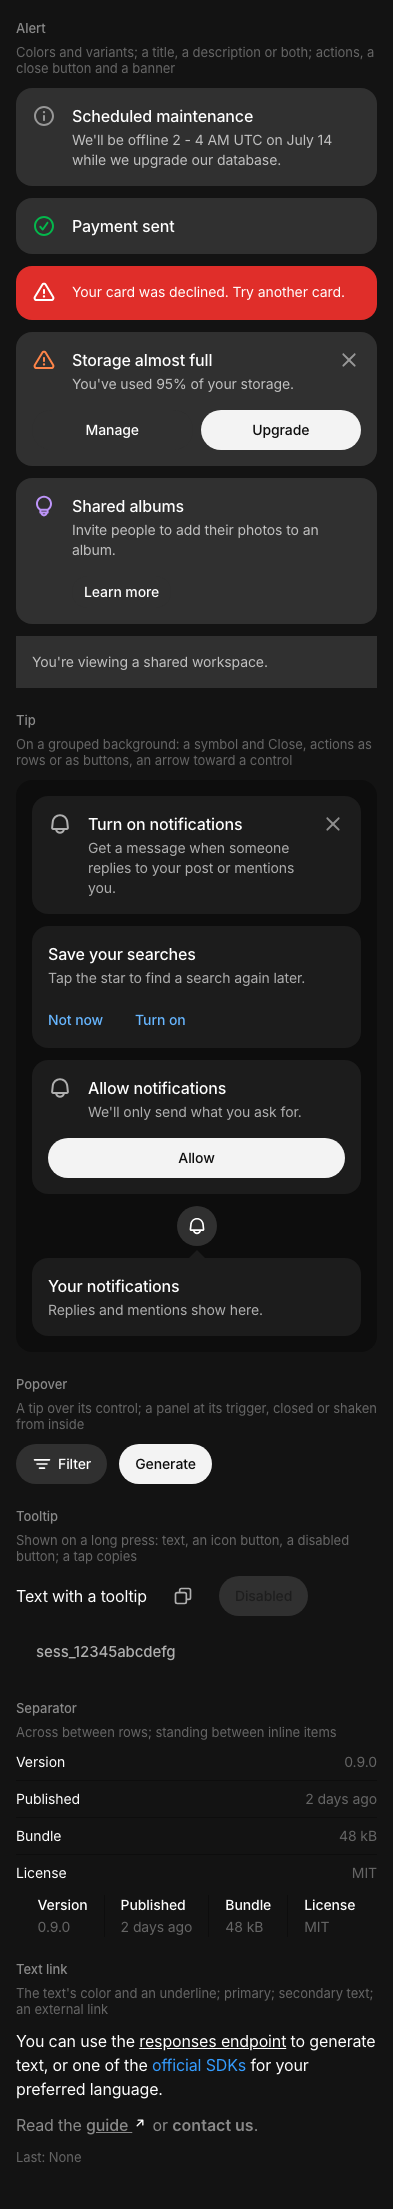 Alert
Colors and variants; a title, a description or both; actions, a
close button and a banner
Scheduled maintenance
We'll be offline 2 - 4 AM UTC on July 14
while we upgrade our database.
Payment sent
Your card was declined. Try another card.
Storage almost full
You've used 95% of your storage.
Manage
Upgrade
Shared albums
Invite people to add their photos to an
album.
Learn more
You're viewing a shared workspace.
Tip
On a grouped background: a symbol and Close, actions as
rows or as buttons, an arrow toward a control
Turn on notifications
Get a message when someone
replies to your post or mentions
you.
Save your searches
Tap the star to find a search again later.
Not now Turn on
Allow notifications
We'll only send what you ask for.
Allow
Your notifications
Replies and mentions show here.
Popover
A tip over its control; a panel at its trigger, closed or shaken
from inside
Filter
Generate
Tooltip
Shown on a long press: text, an icon button, a disabled
button; a tap copies
Text with a tooltip
Disabled
sess_12345abcdefg
Separator
Across between rows; standing between inline items
Version 0.9.0
Published 2 days ago
Bundle 48 kB
License MIT
Version Published Bundle License
0.9.0 2 days ago 48 kB MIT
Text link
The text's color and an underline; primary; secondary text;
an external link
You can use the responses endpoint to generate
text, or one of the official SDKs for your
preferred language.
Read the guide ↗ or contact us.
Last: None